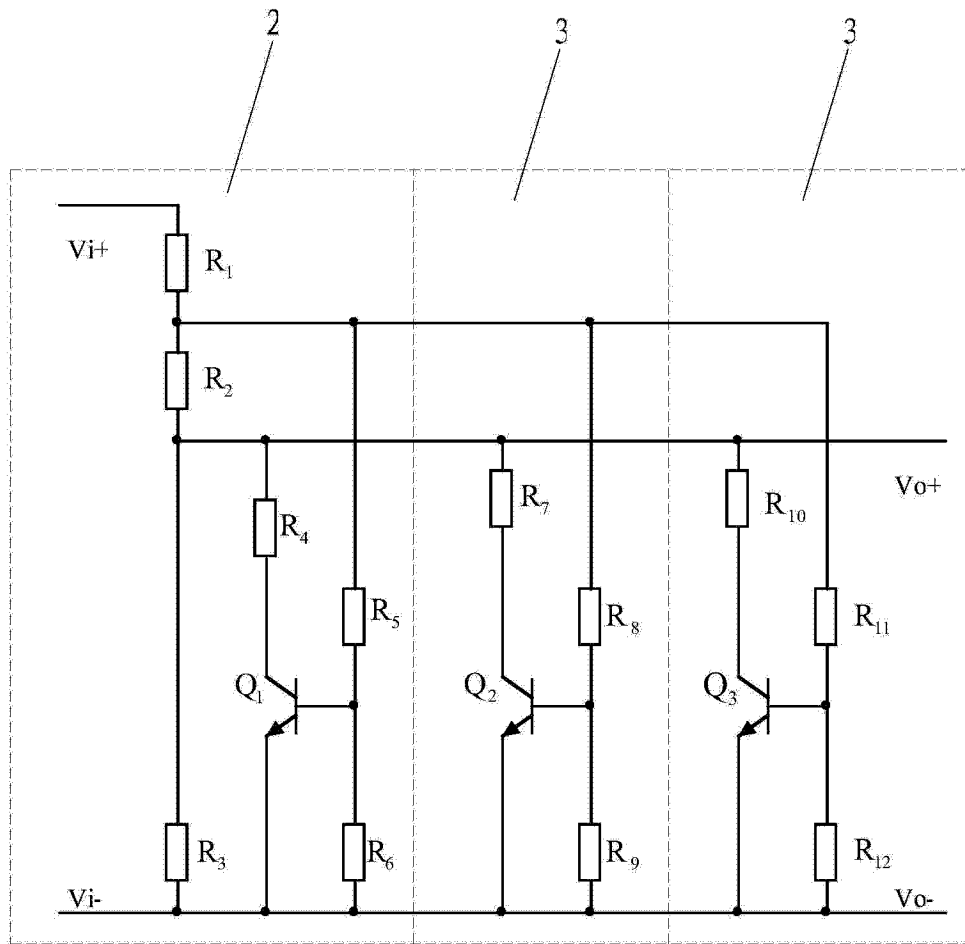 2 3 3
Vi+
R₁
R₂
Vo+
R₄
R₇
R₁₀
R₅
R₈
R₁₁
Q₁
Q₂
Q₃
R₃
R₆
R₉
R₁₂
Vi-
Vo-